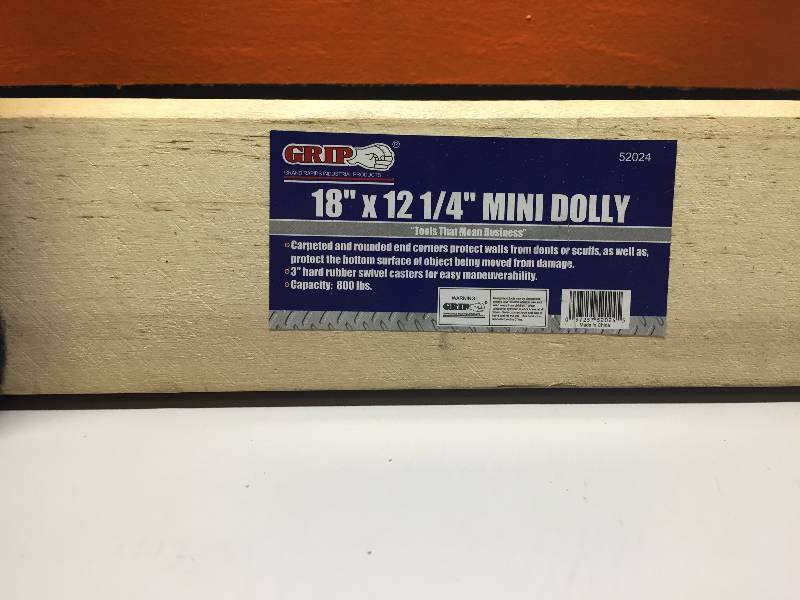 GRIP®
52024
GRAND RAPIDS INDUSTRIAL PRODUCTS
18" x 12 1/4" MINI DOLLY
"Tools That Mean Business"
Carpeted and rounded end corners protect walls from dents or scuffs, as well as,
protect the bottom surface of object being moved from damage.
3" hard rubber swivel casters for easy maneuverability.
Capacity: 800 lbs.
WARNING
GRIP®
Made in China